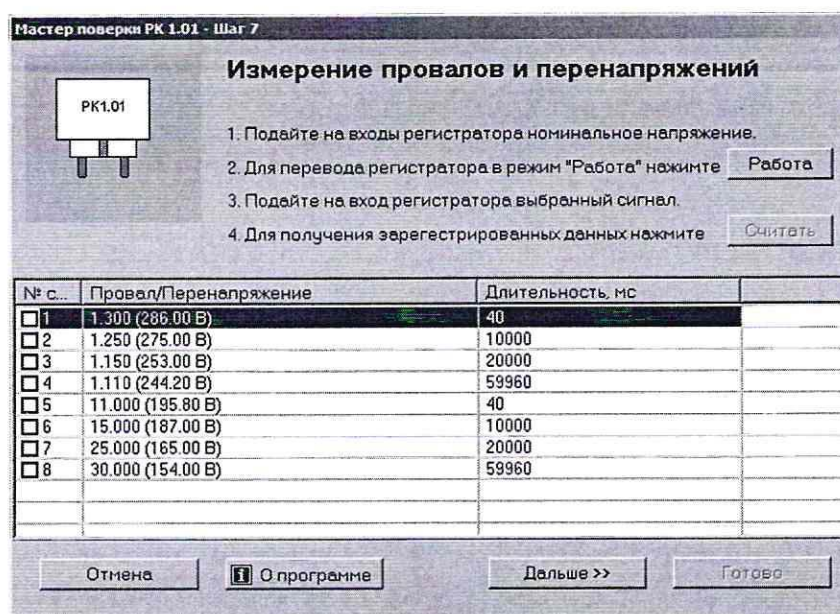 Мастер поверки РК 1.01 - Шаг 7
РК1.01
Измерение провалов и перенапряжений
1. Подайте на входы регистратора номинальное напряжение.
2. Для перевода регистратора в режим "Работа" нажмите
Работа
3. Подайте на вход регистратора выбранный сигнал.
4. Для получения зарегестрированных данных нажмите
Считать
№ с... Провал/Перенапряжение Длительность, мс
1 1.300 (286.00 В) 40
2 1.250 (275.00 В) 10000
3 1.150 (253.00 В) 20000
4 1.110 (244.20 В) 59960
5 11.000 (195.80 В) 40
6 15.000 (187.00 В) 10000
7 25.000 (165.00 В) 20000
8 30.000 (154.00 В) 59960
Отмена О программе Дальше >> Готово